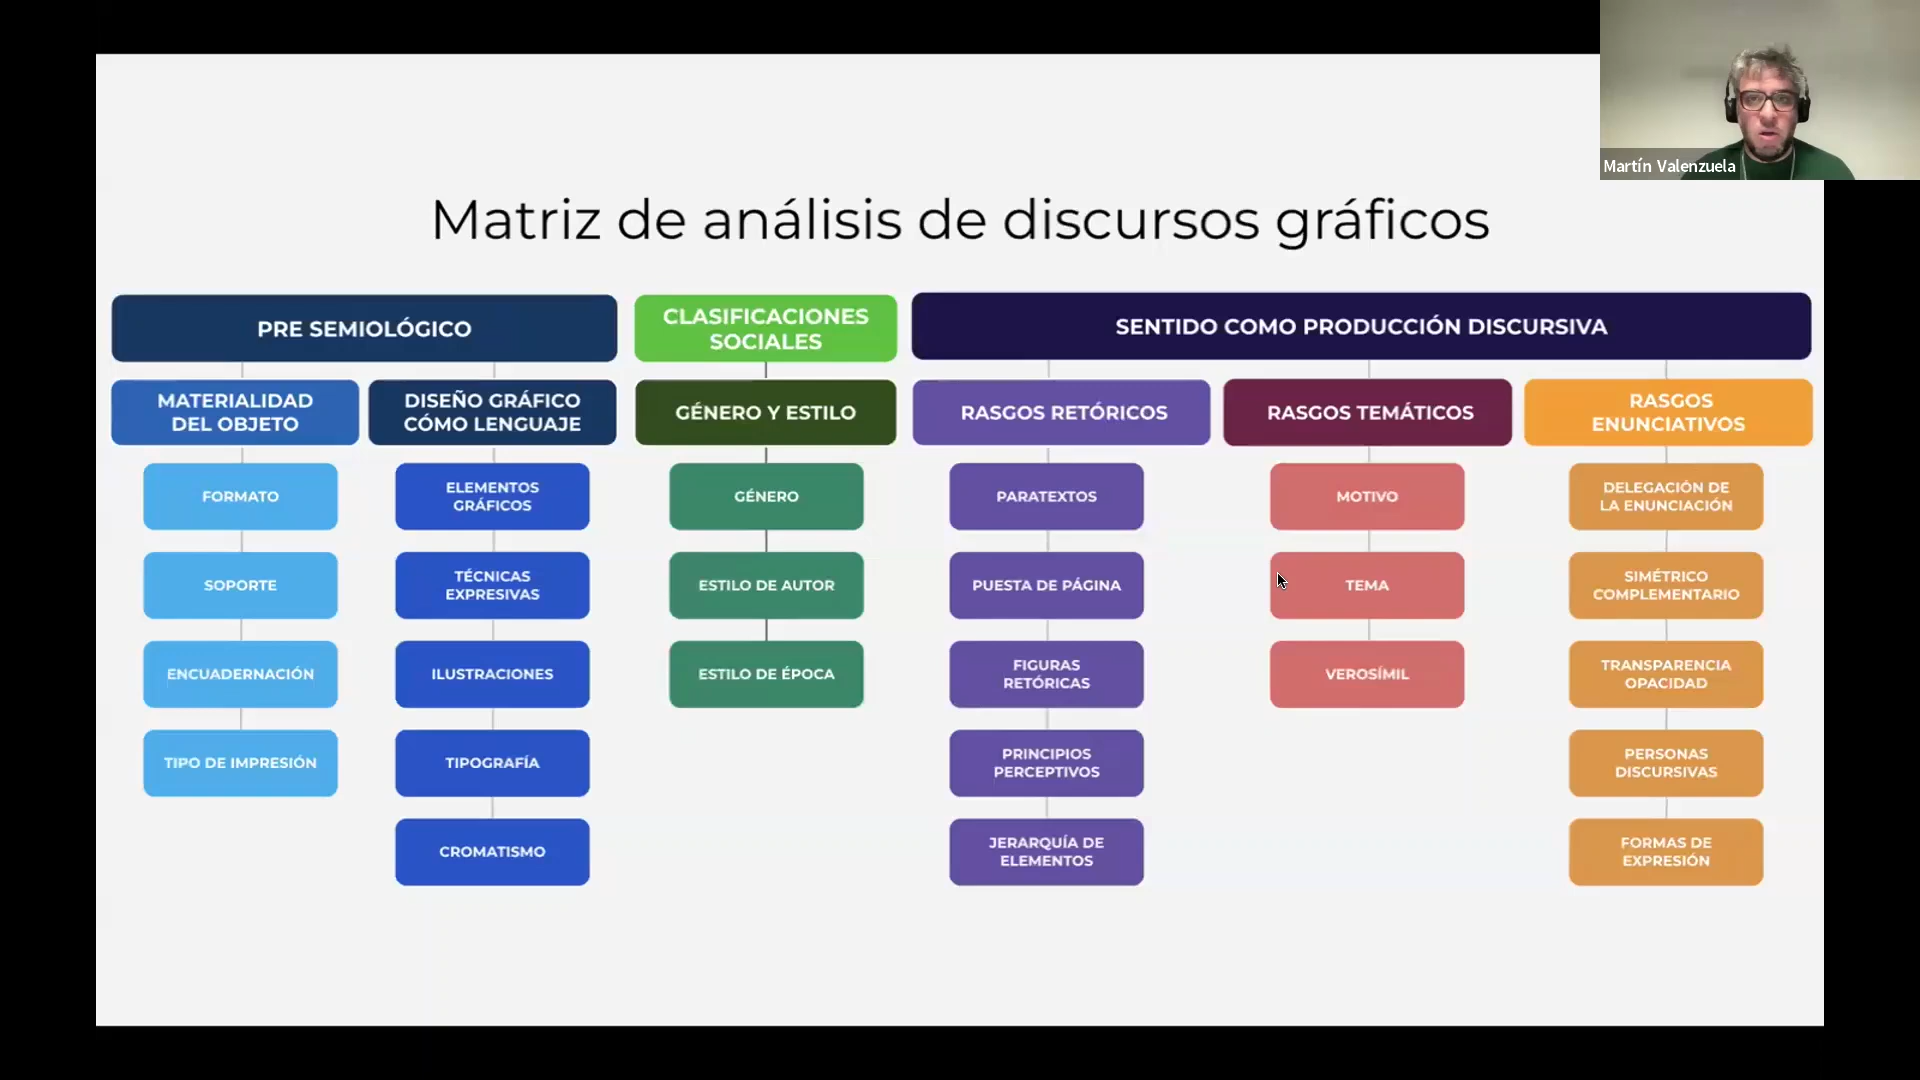 Martín Valenzuela
Matriz de análisis de discursos gráficos
PRE SEMIOLÓGICO
CLASIFICACIONES
SOCIALES
SENTIDO COMO PRODUCCIÓN DISCURSIVA
MATERIALIDAD
DEL OBJETO
DISEÑO GRÁFICO
CÓMO LENGUAJE
GÉNERO Y ESTILO
RASGOS RETÓRICOS
RASGOS TEMÁTICOS
RASGOS
ENUNCIATIVOS
FORMATO
SOPORTE
ENCUADERNACIÓN
TIPO DE IMPRESIÓN
ELEMENTOS
GRÁFICOS
TÉCNICAS
EXPRESIVAS
ILUSTRACIONES
TIPOGRAFÍA
CROMATISMO
GÉNERO
ESTILO DE AUTOR
ESTILO DE ÉPOCA
PARATEXTOS
PUESTA DE PÁGINA
FIGURAS
RETÓRICAS
PRINCIPIOS
PERCEPTIVOS
JERARQUÍA DE
ELEMENTOS
MOTIVO
TEMA
VEROSÍMIL
DELEGACIÓN DE
LA ENUNCIACIÓN
SIMÉTRICO
COMPLEMENTARIO
TRANSPARENCIA
OPACIDAD
PERSONAS
DISCURSIVAS
FORMAS DE
EXPRESIÓN